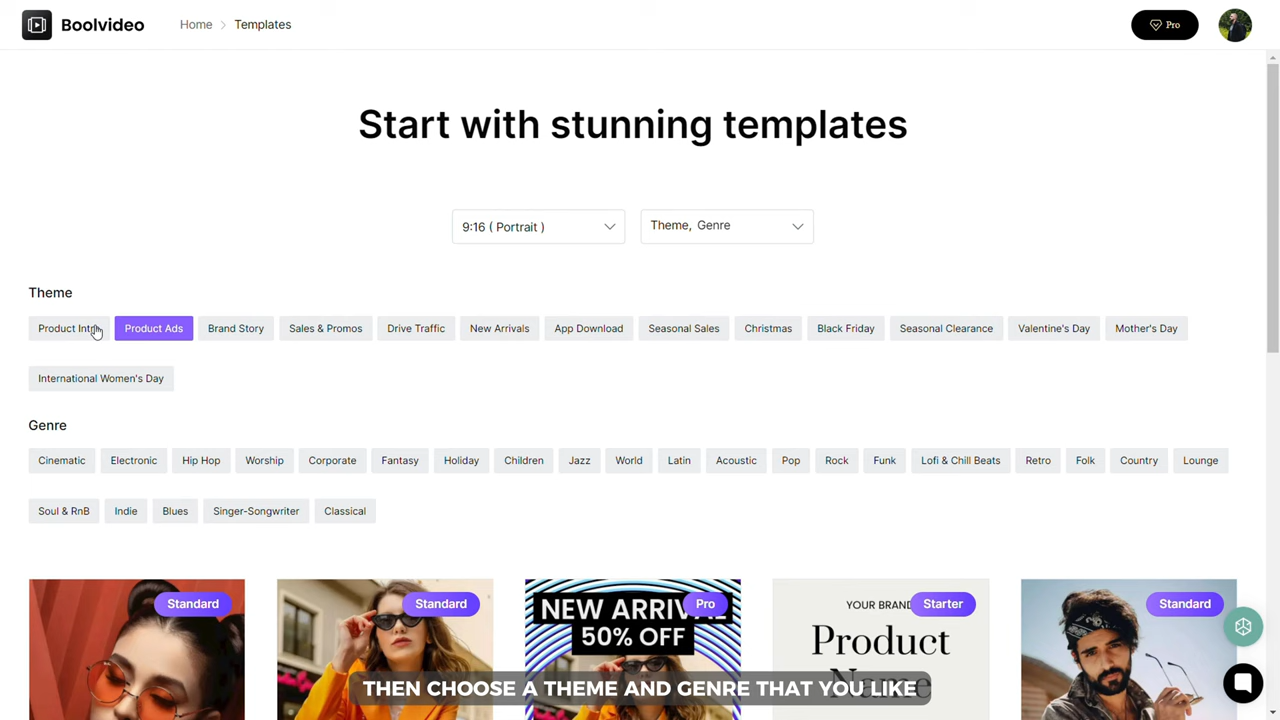 Boolvideo
Home > Templates
Pro
Start with stunning templates
9:16 ( Portrait )
Theme, Genre
Theme
Product Intro Product Ads Brand Story Sales & Promos Drive Traffic New Arrivals App Download Seasonal Sales Christmas Black Friday Seasonal Clearance Valentine's Day Mother's Day
International Women's Day
Genre
Cinematic Electronic Hip Hop Worship Corporate Fantasy Holiday Children Jazz World Latin Acoustic Pop Rock Funk Lofi & Chill Beats Retro Folk Country Lounge
Soul & RnB Indie Blues Singer-Songwriter Classical
Standard
Standard
Pro
NEW ARRIVAL
50% OFF
Starter
YOUR BRAND
Product
Name
Standard
THEN CHOOSE A THEME AND GENRE THAT YOU LIKE